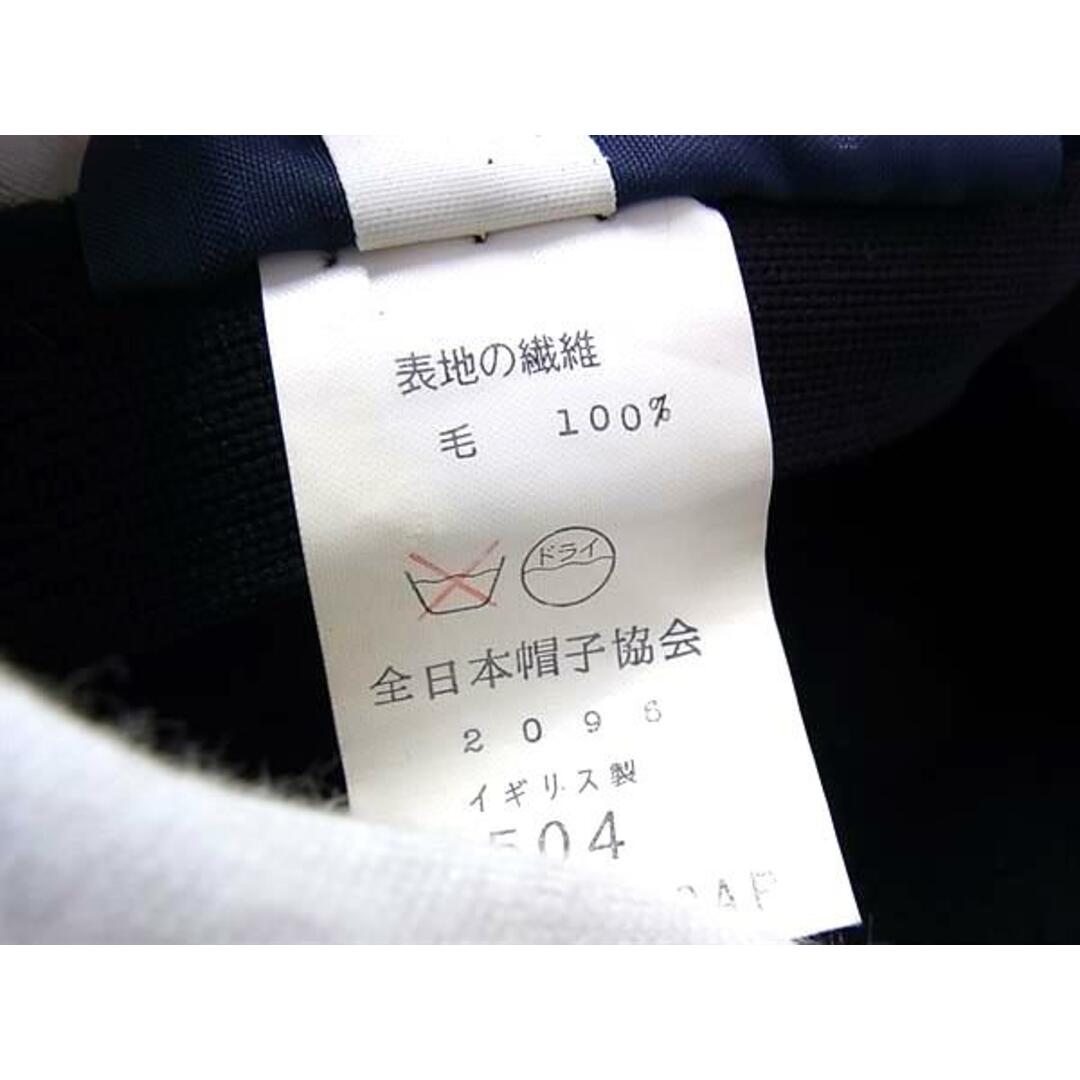 表地の繊維
毛 100%
ドライ
全日本帽子協会
2096
イギリス製
504